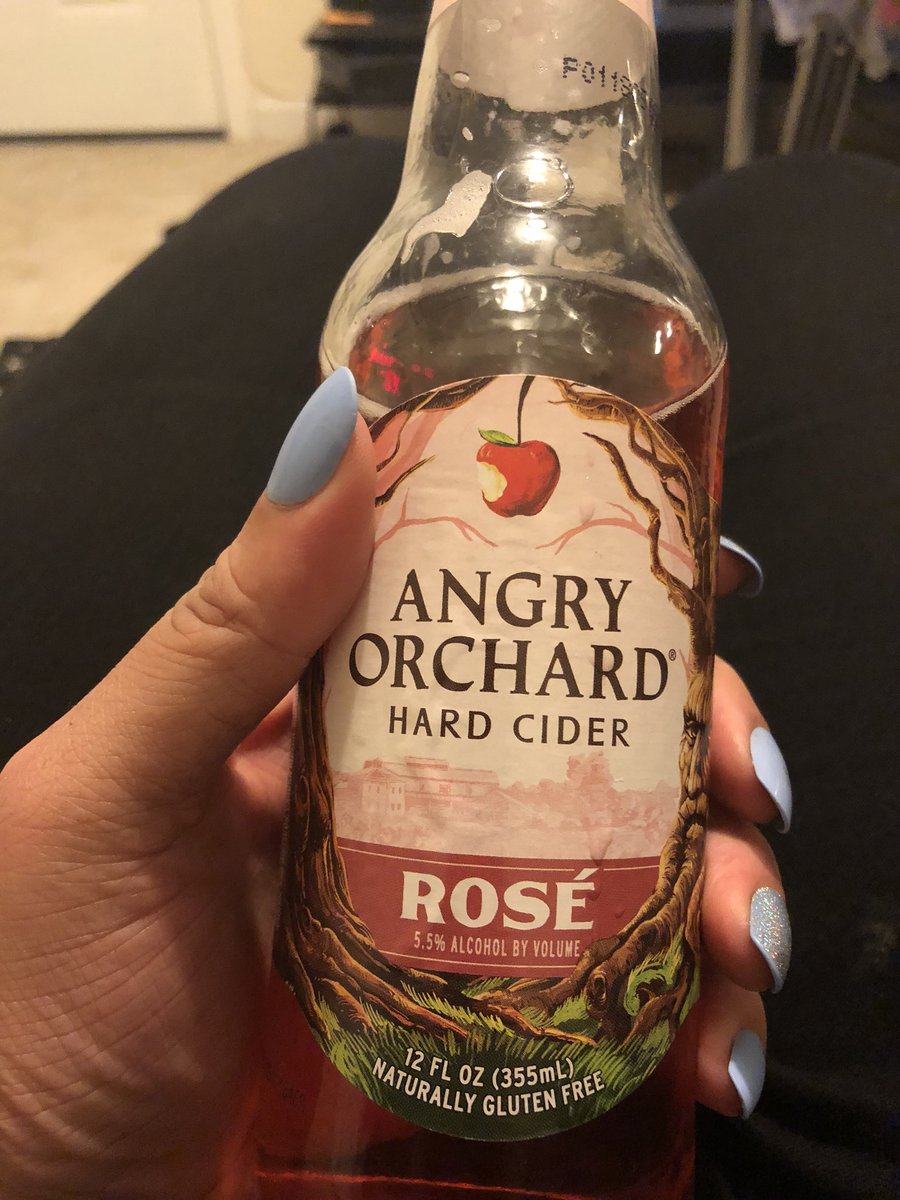 ANGRY
ORCHARD®
HARD CIDER
ROSÉ
5.5% ALCOHOL BY VOLUME
12 FL OZ (355mL)
NATURALLY GLUTEN FREE